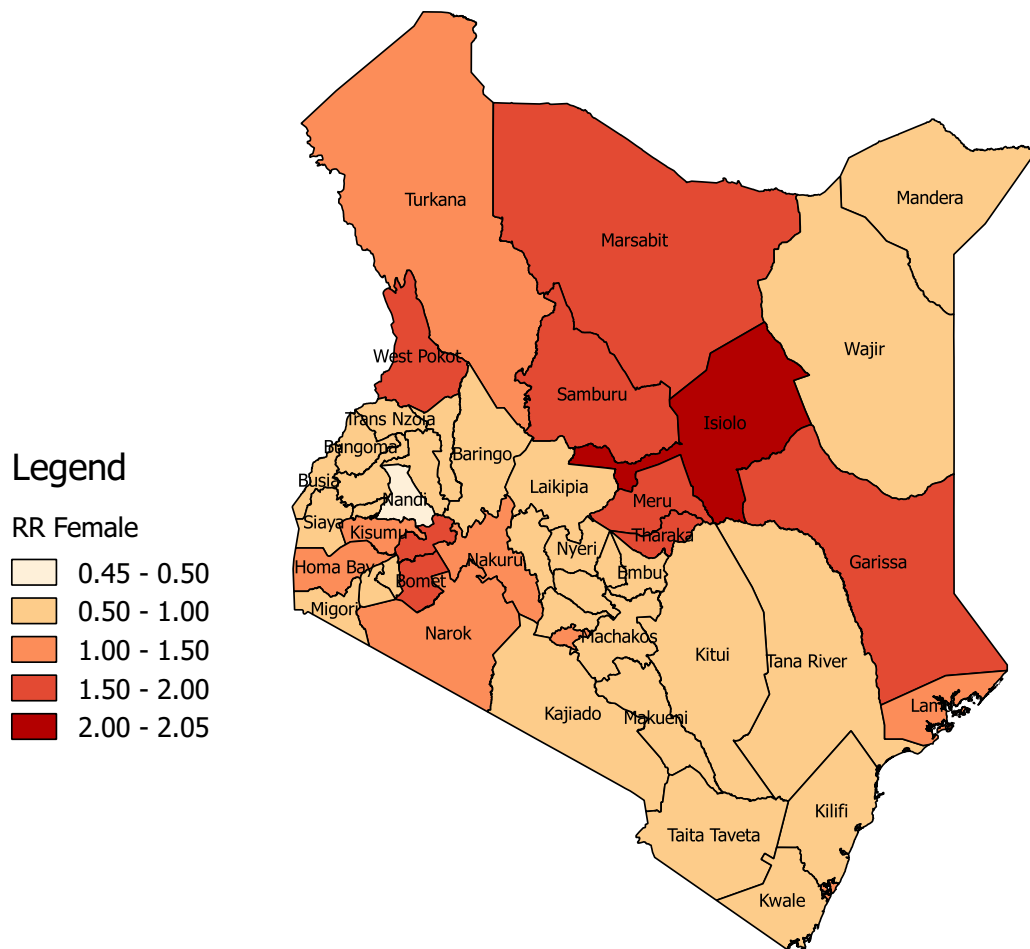 Turkana
Mandera
Marsabit
Wajir
West Pokot
Samburu
Isiolo
Trans Nzoia
Bungoma
Baringo
Legend
Busia
Nandi
Laikipia
Meru
Siaya
RR Female
Kisumu
Tharaka
Nyeri
Nakuru
Garissa
0.45 - 0.50
Homa Bay
Bomet
Embu
0.50 - 1.00
Migori
1.00 - 1.50
Narok
Machakos
Kitui
Tana River
1.50 - 2.00
Kajiado
Makueni
Lamu
2.00 - 2.05
Kilifi
Taita Taveta
Kwale